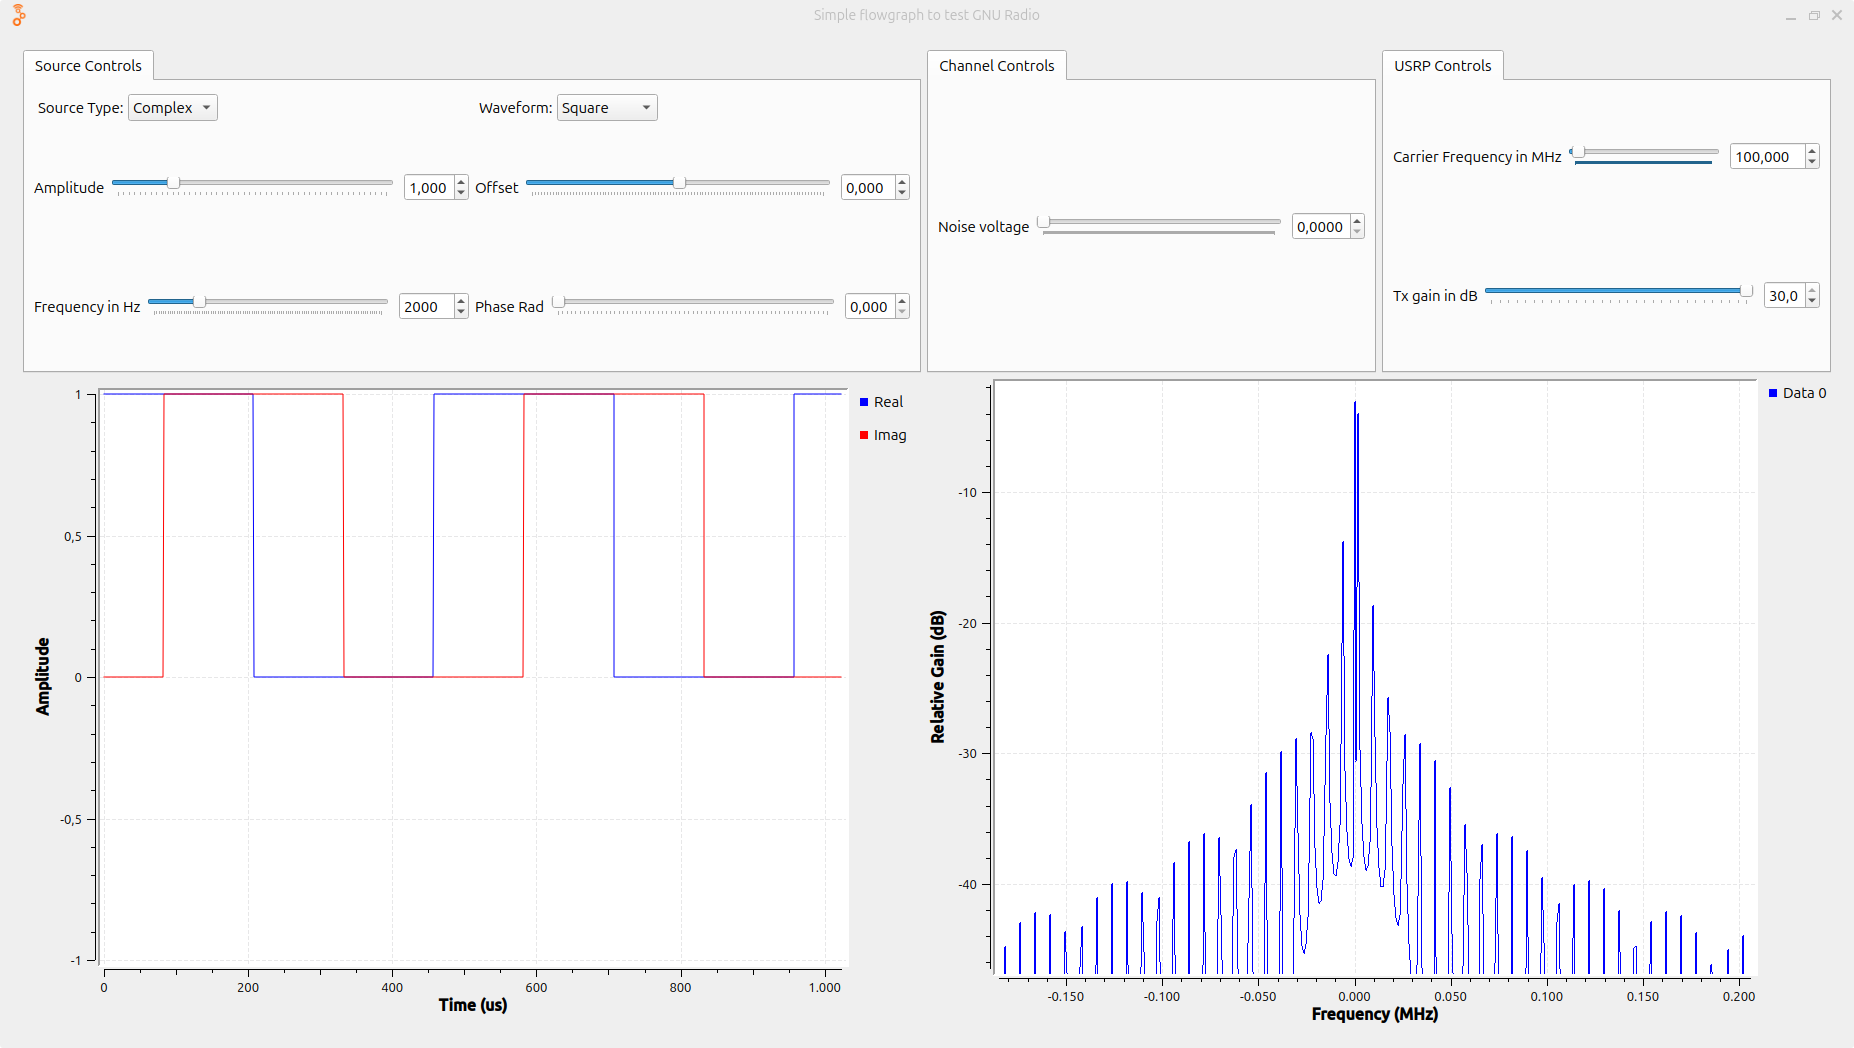 Simple flowgraph to test GNU Radio
Source Controls
Source Type: Complex
Waveform: Square
Amplitude 1,000
Offset 0,000
Frequency in Hz 2000
Phase Rad 0,000
Channel Controls
Noise voltage 0,0000
USRP Controls
Carrier Frequency in MHz 100,000
Tx gain in dB 30,0
1
0,5
0
-0,5
-1
Amplitude
0 200 400 600 800 1.000
Time (us)
Real
Imag
-10
-20
-30
-40
Relative Gain (dB)
-0.150 -0.100 -0.050 0.000 0.050 0.100 0.150 0.200
Frequency (MHz)
Data 0